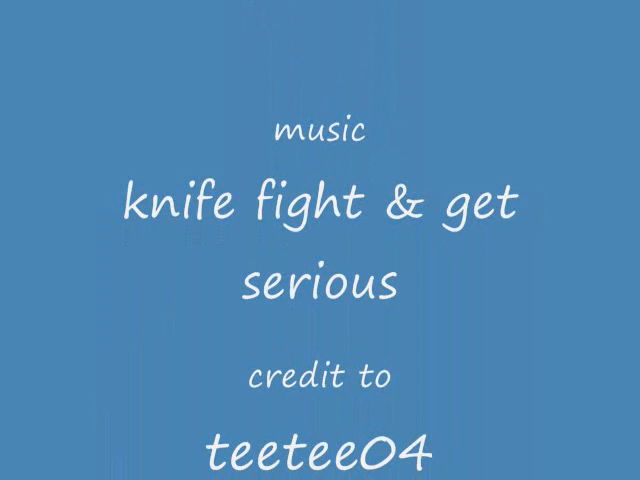 music
knife fight & get
serious
credit to
teetee04